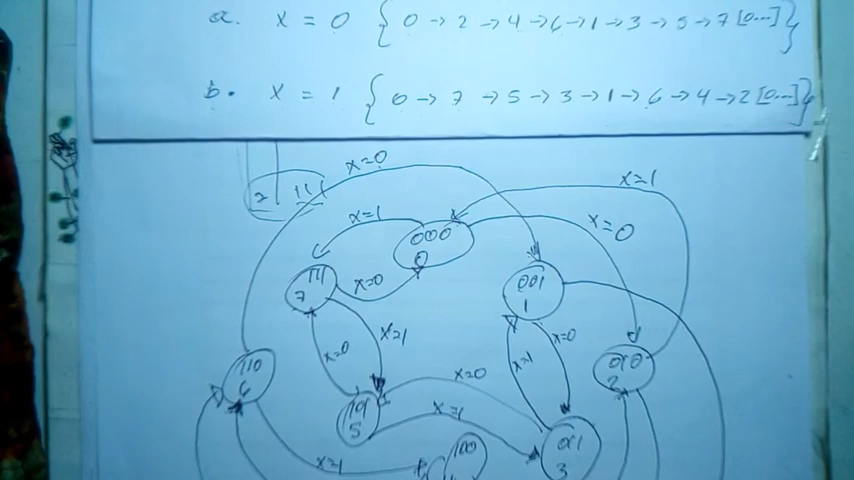 a. x = 0 { 0 → 2 → 4 → 6 → 1 → 3 → 5 → 7 [0...] }
b. x = 1 { 0 → 7 → 5 → 3 → 1 → 6 → 4 → 2 [0...] }
x=0
x=1
7 111
x=1
000
0
x=0
111
7
x=0
001
1
x=1
x=0
x=0
x=1
110
6
010
2
x=0
101
5
x=1
011
3
100
x=1